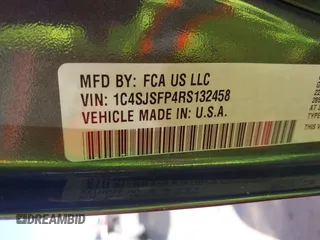 MFD BY: FCA US LLC
VIN: 1C4SJSFP4RS132458
VEHICLE MADE IN: U.S.A.
DREAMBID